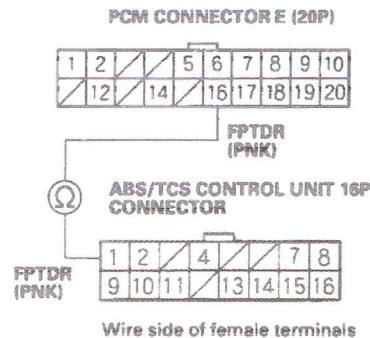 PCM CONNECTOR E (20P)
1 2 5 6 7 8 9 10
12 14 16 17 18 19 20
FPTDR
(PNK)
Ω
ABS/TCS CONTROL UNIT 16P
CONNECTOR
1 2 4 7 8
FPTDR
(PNK)
9 10 11 13 14 15 16
Wire side of female terminals